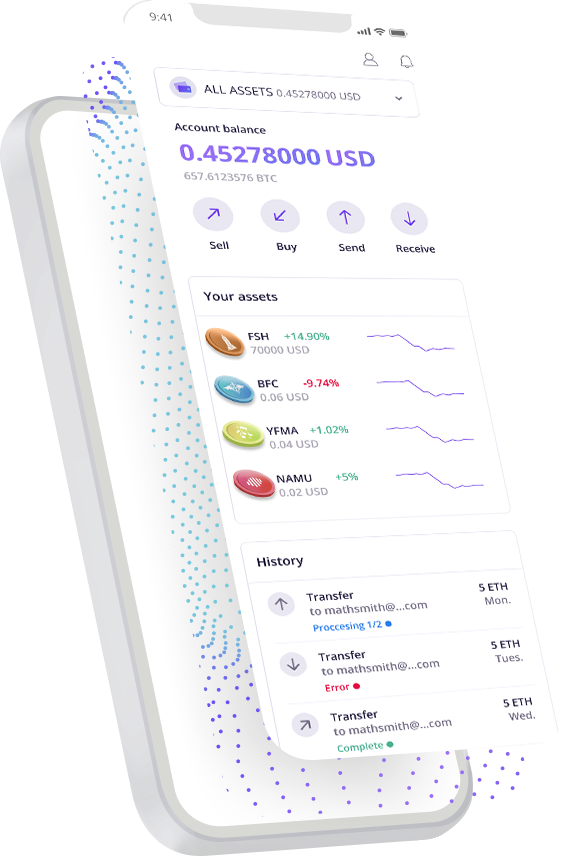 9:41
ALL ASSETS 0.45278000 USD
Account balance
0.45278000 USD
657.6123576 BTC
Sell Buy Send Receive
Your assets
FSH +14.90%
70000 USD
BFC -9.74%
0.06 USD
YFMA +1.02%
0.04 USD
NAMU +5%
0.02 USD
History
Transfer 5 ETH
to mathsmith@...com Mon.
Proccesing 1/2
Transfer 5 ETH
to mathsmith@...com Tues.
Error
Transfer 5 ETH
to mathsmith@...com Wed.
Complete